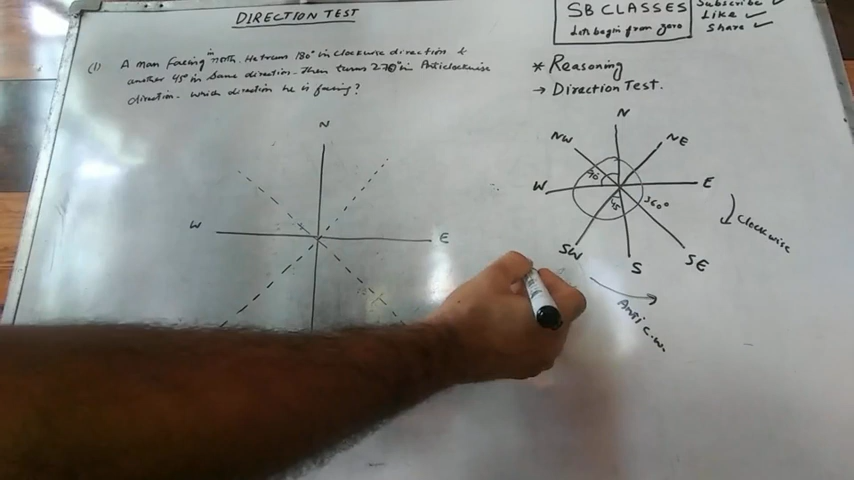 DIRECTION TEST
SB CLASSES
Lets begin from zero
Subscribe ✓
Like ✓
Share ✓
(1) A man facing in north. He truns 180° in clockwise direction &
another 45° in same direction. Then turns 270° in Anticlockwise
direction. which direction he is facing?
* Reasoning
→ Direction Test.
N
W
E
N
NW
NE
W
E
90°
45
360°
SW
S
SE
Clockwise
Anti C.W.